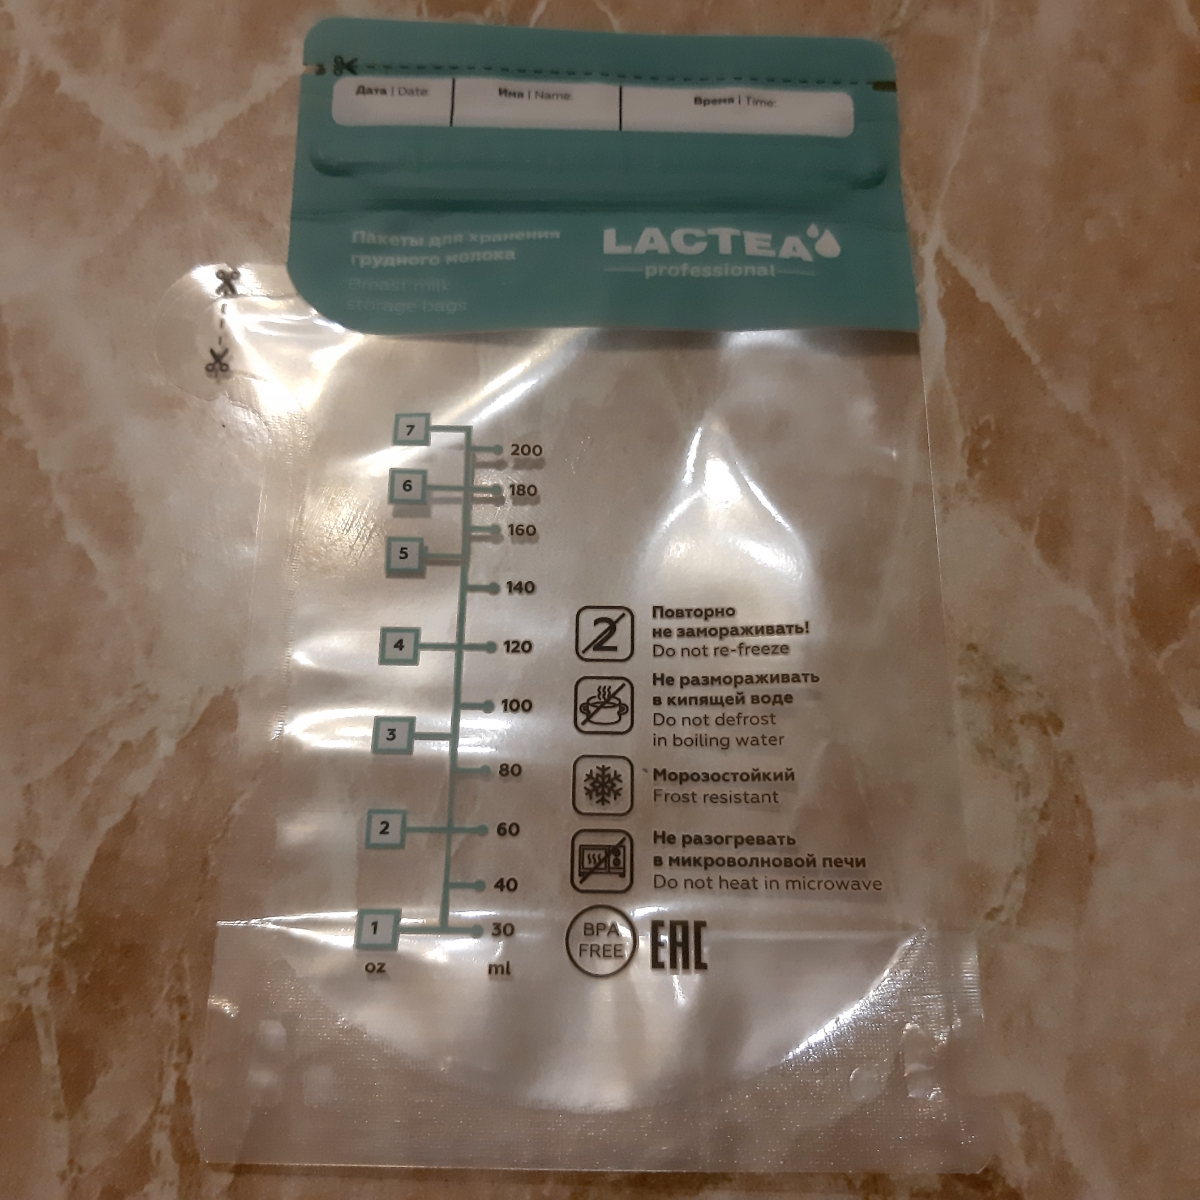 Дата | Date:
Имя | Name:
Время | Time:
Пакеты для хранения
грудного молока
Breast milk
storage bags
LACTEA
professional
7
200
6
180
160
5
140
4
120
100
3
80
2
60
40
1
30
oz
ml
2
Повторно
не замораживать!
Do not re-freeze
Не размораживать
в кипящей воде
Do not defrost
in boiling water
Морозостойкий
Frost resistant
Не разогревать
в микроволновой печи
Do not heat in microwave
BPA
FREE
EAC